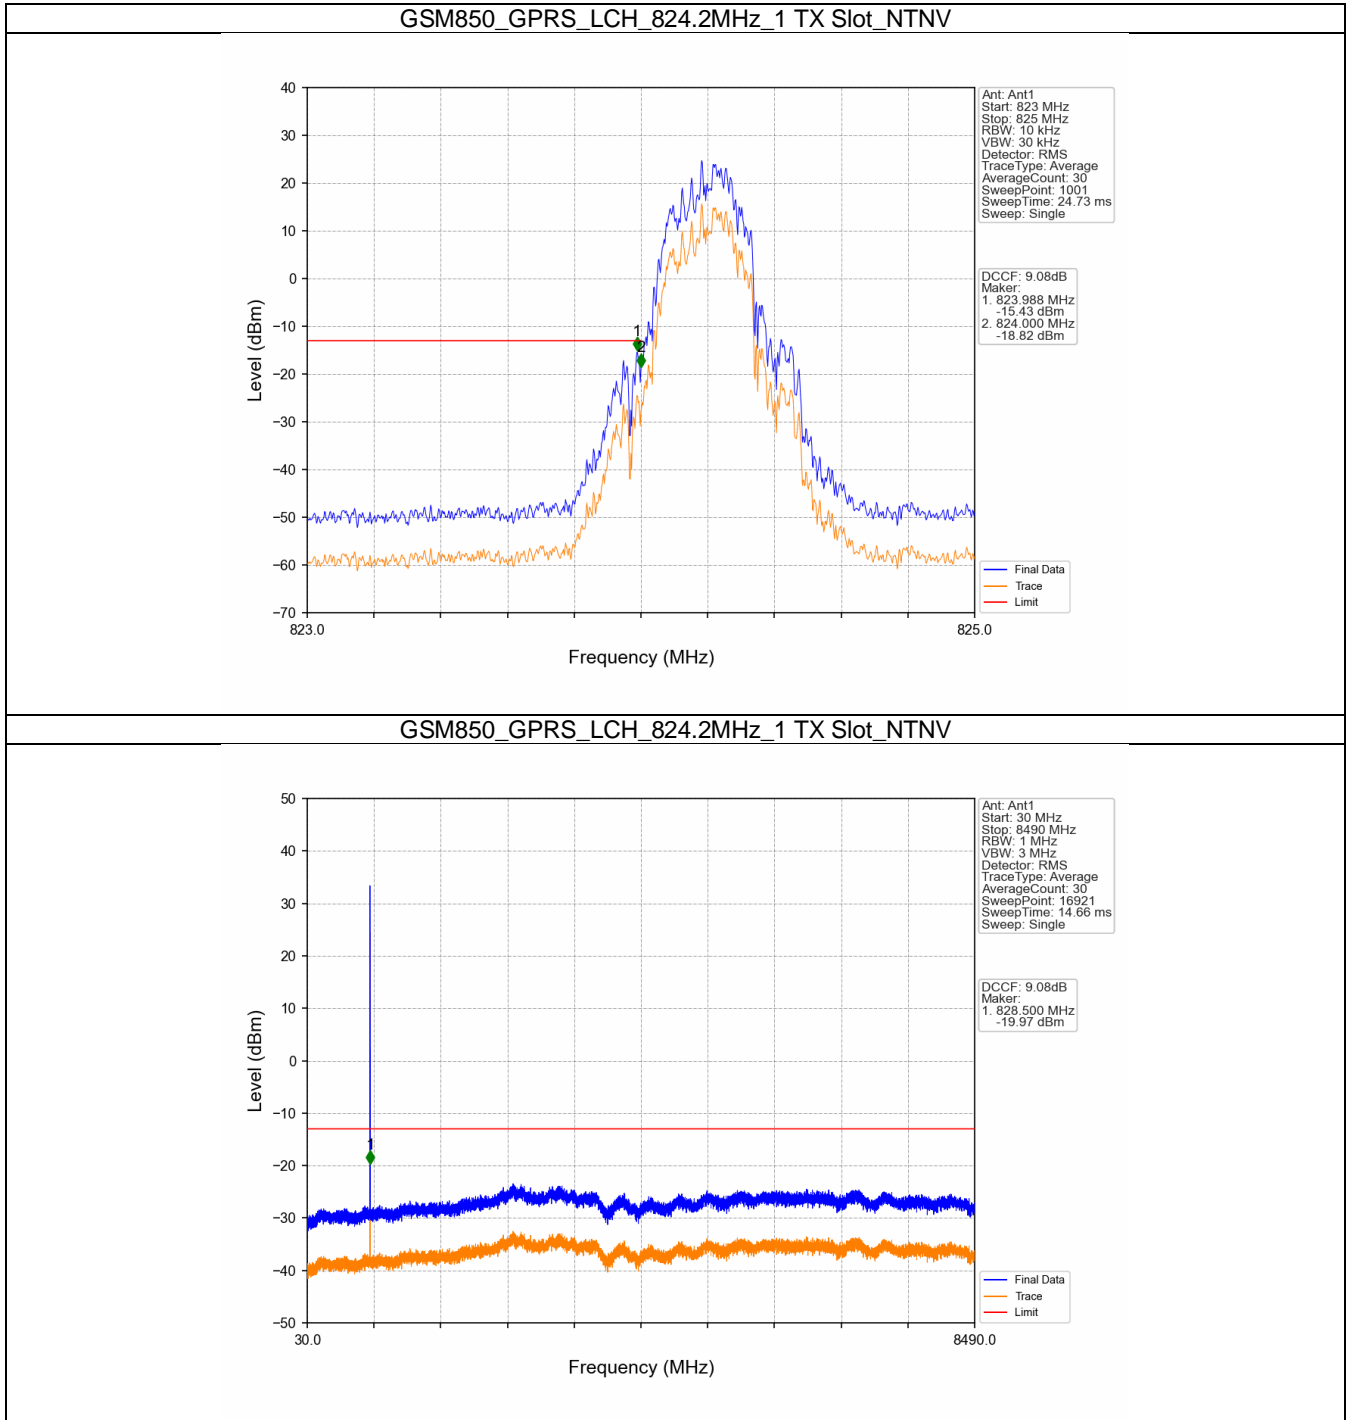 GSM850_GPRS_LCH_824.2MHz_1 TX Slot_NTNV
40
30
20
10
0
−10
−20
−30
−40
−50
−60
−70
Level (dBm)
823.0
825.0
Frequency (MHz)
1
2
Ant: Ant1
Start: 823 MHz
Stop: 825 MHz
RBW: 10 kHz
VBW: 30 kHz
Detector: RMS
TraceType: Average
AverageCount: 30
SweepPoint: 1001
SweepTime: 24.73 ms
Sweep: Single
DCCF: 9.08dB
Maker:
1. 823.988 MHz
-15.43 dBm
2. 824.000 MHz
-18.82 dBm
Final Data
Trace
Limit
GSM850_GPRS_LCH_824.2MHz_1 TX Slot_NTNV
50
40
30
20
10
0
−10
−20
−30
−40
−50
Level (dBm)
30.0
8490.0
Frequency (MHz)
1
Ant: Ant1
Start: 30 MHz
Stop: 8490 MHz
RBW: 1 MHz
VBW: 3 MHz
Detector: RMS
TraceType: Average
AverageCount: 30
SweepPoint: 16921
SweepTime: 14.66 ms
Sweep: Single
DCCF: 9.08dB
Maker:
1. 828.500 MHz
-19.97 dBm
Final Data
Trace
Limit